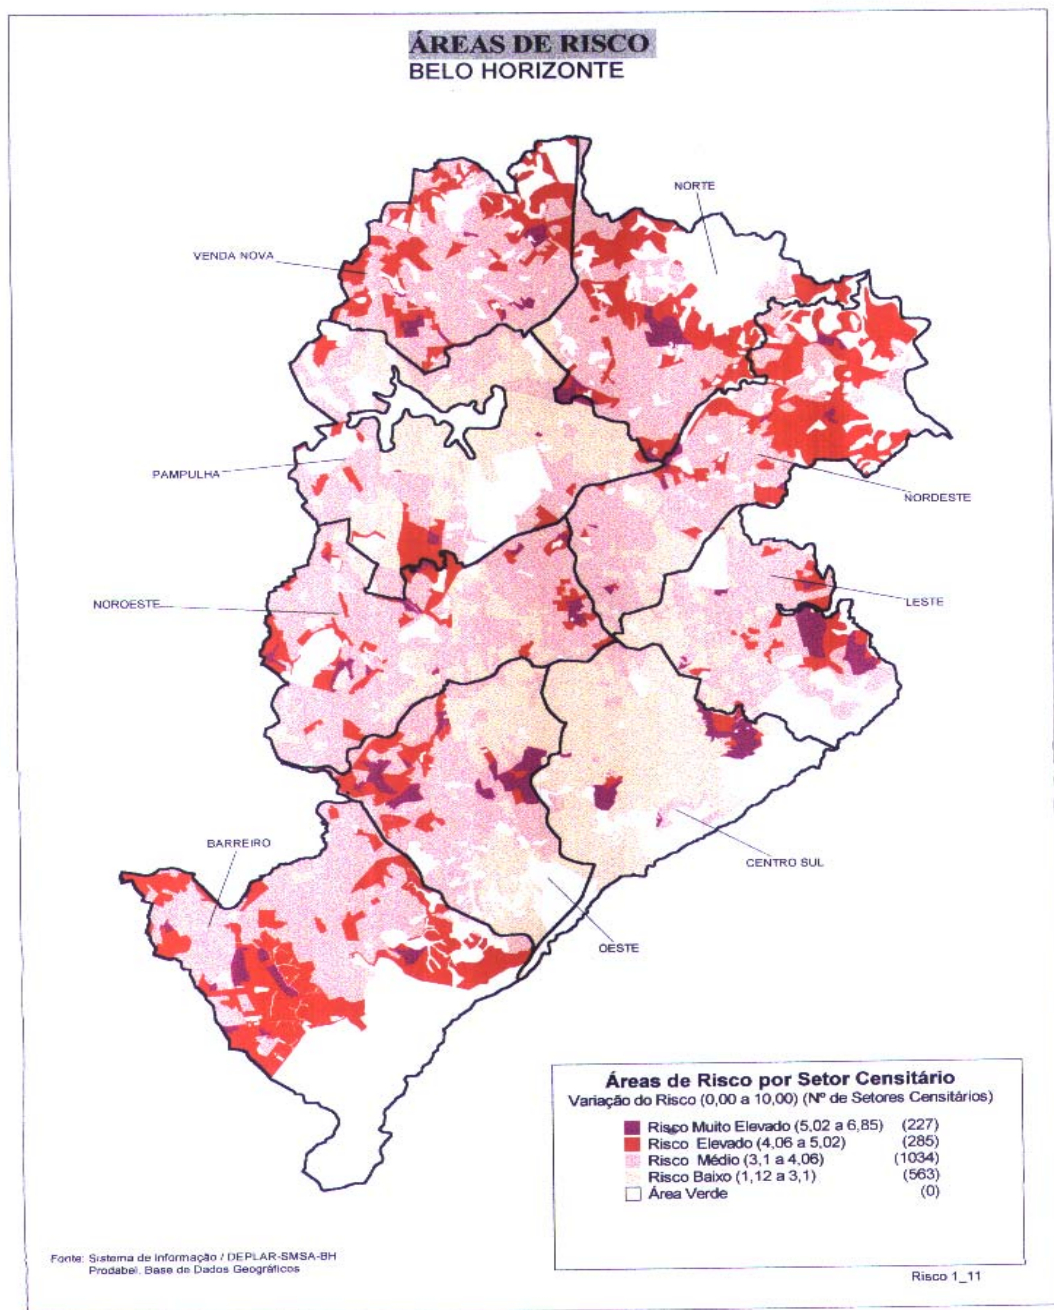 ÁREAS DE RISCO
BELO HORIZONTE
NORTE
VENDA NOVA
PAMPULHA
NORDESTE
NOROESTE
LESTE
BARREIRO
CENTRO SUL
OESTE
Áreas de Risco por Setor Censitário
Variação do Risco (0,00 a 10,00) (Nº de Setores Censitários)
Risco Muito Elevado (5,02 a 6,85) (227)
Risco Elevado (4,06 a 5,02) (285)
Risco Médio (3,1 a 4,06) (1034)
Risco Baixo (1,12 a 3,1) (563)
Área Verde (0)
Fonte: Sistema de Informação / DEPLAR-SMSA-BH
Prodabel. Base de Dados Geográficos
Risco 1_11